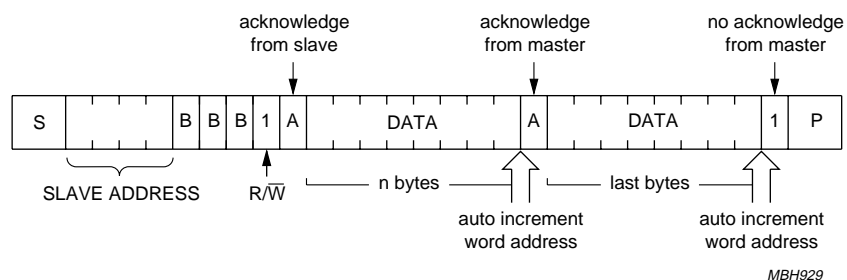 acknowledge
from slave
acknowledge
from master
no acknowledge
from master
S B B B 1 A DATA A DATA 1 P
SLAVE ADDRESS
R/W̅
n bytes
last bytes
auto increment
word address
auto increment
word address
MBH929